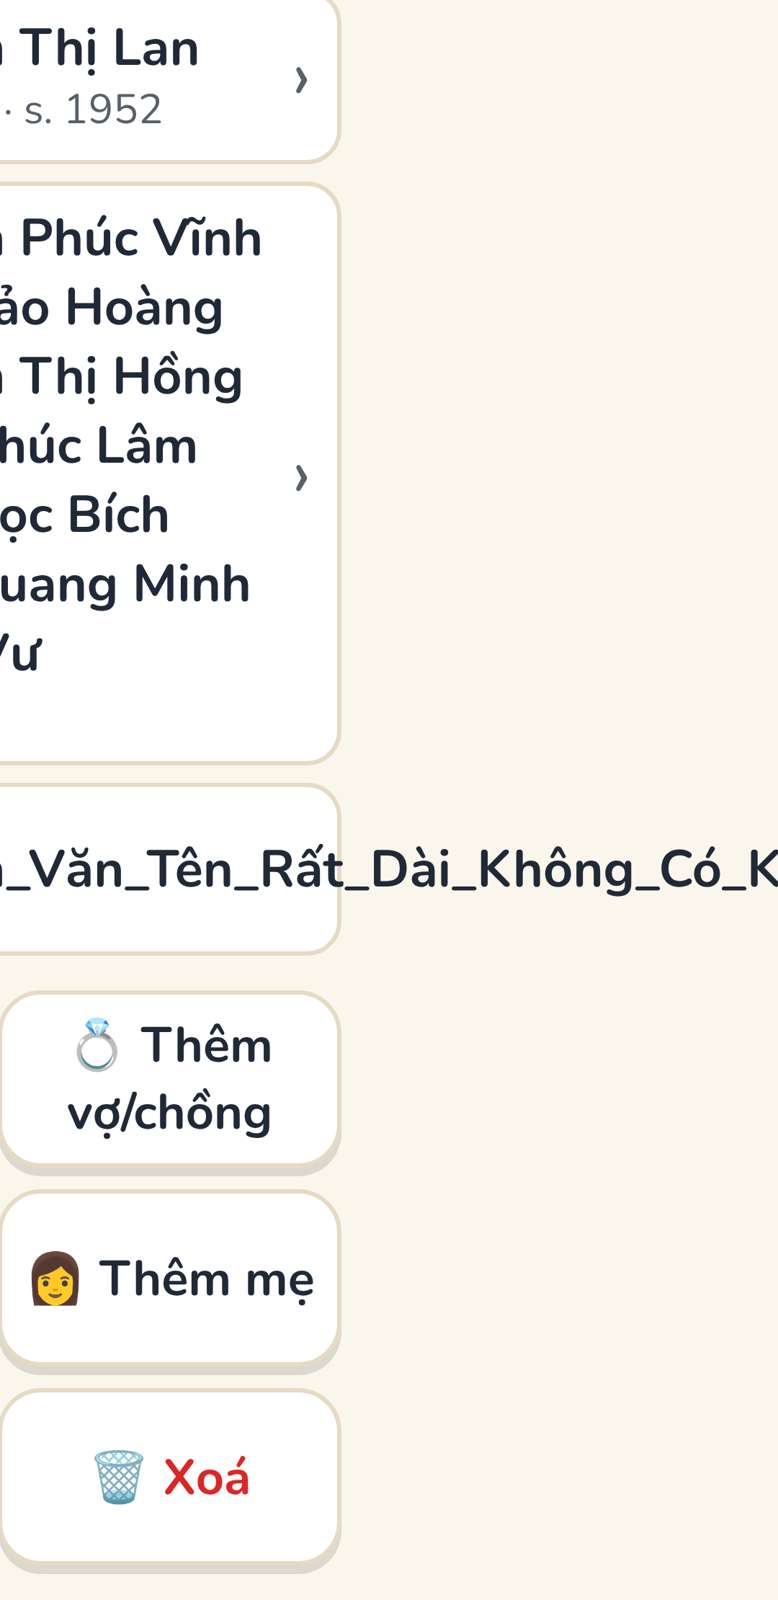 Thị Lan
· s. 1952
Phúc Vĩnh
ảo Hoàng
Thị Hồng
húc Lâm
ọc Bích
uang Minh
ư
_Văn_Tên_Rất_Dài_Không_Có_K
Thêm
vợ/chồng
Thêm mẹ
Xoá